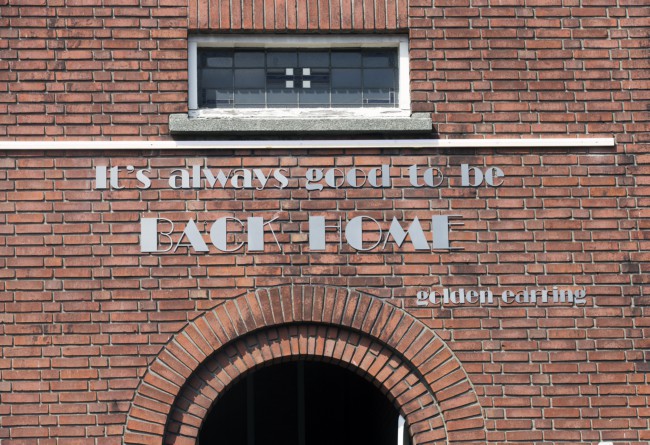 It's always good to be
BACK HOME
golden earring